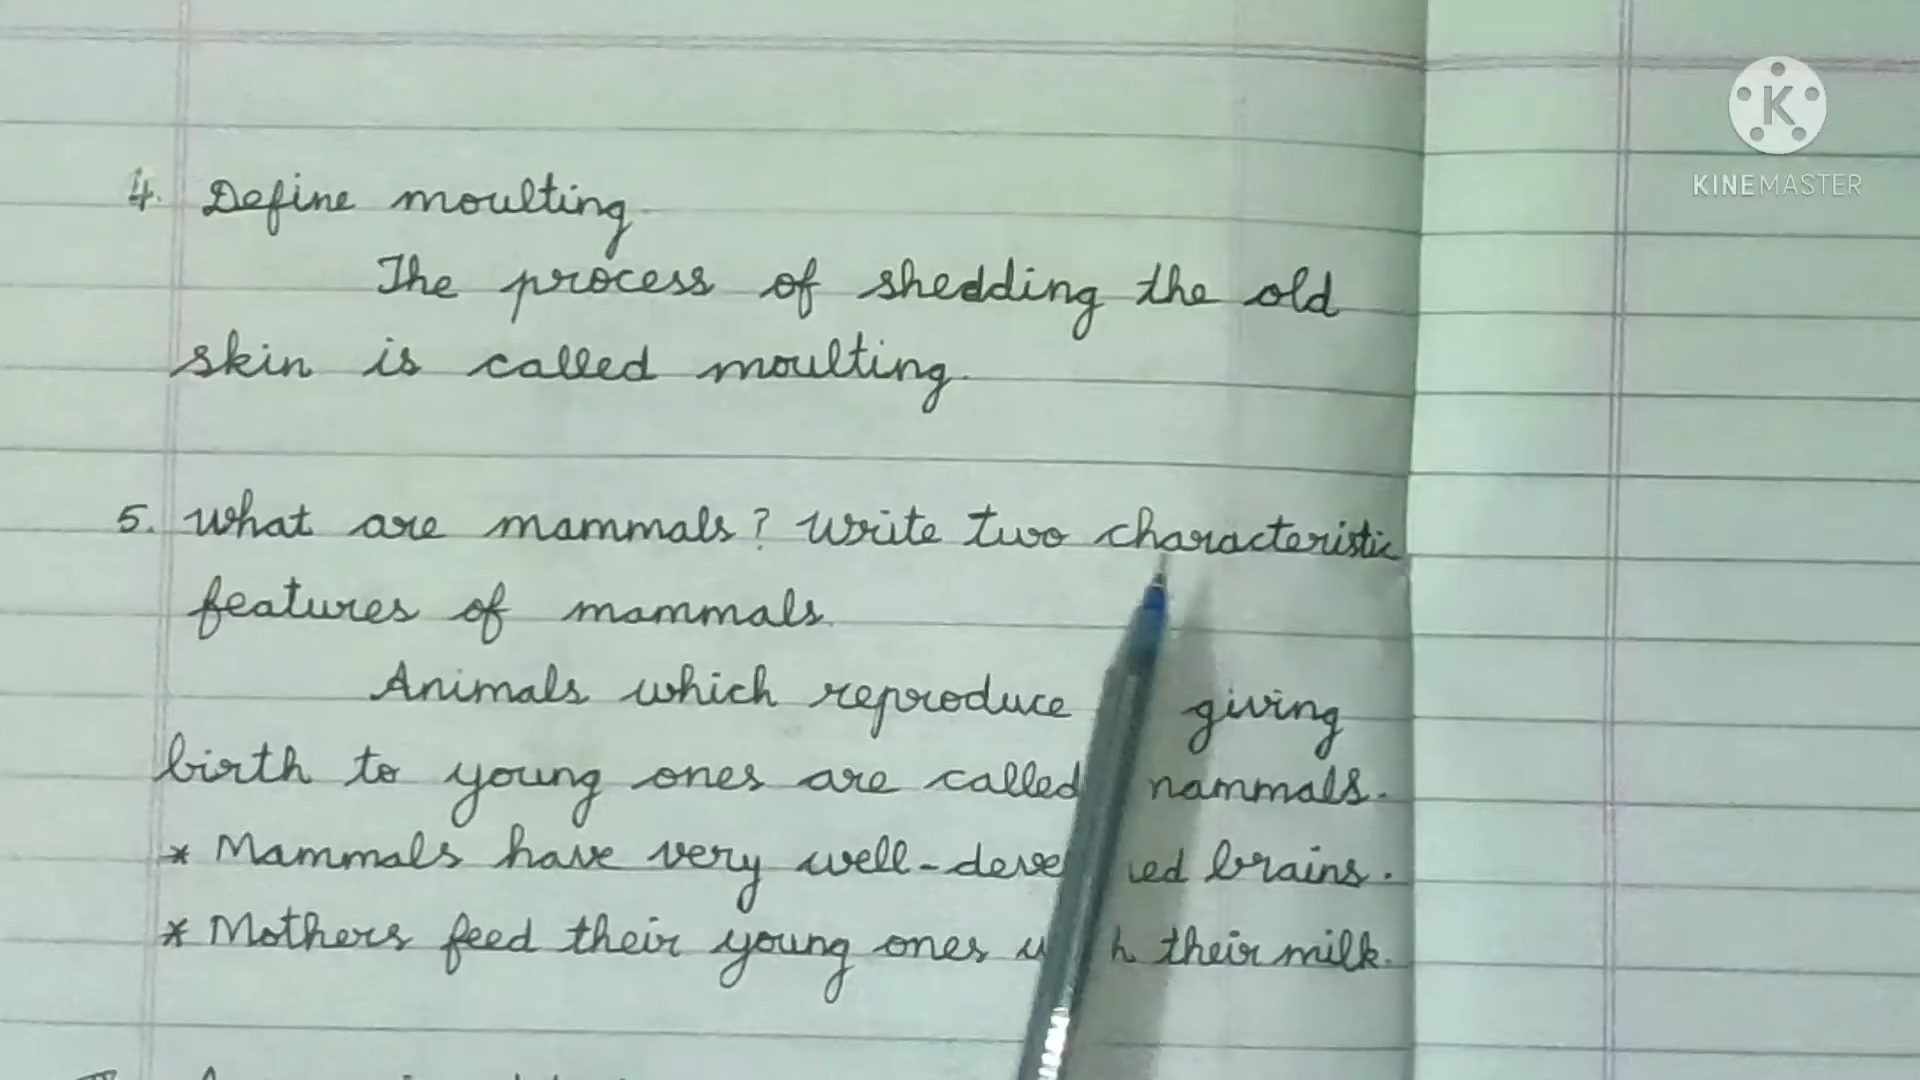 4. Define moulting
The process of shedding the old
skin is called moulting.
5. What are mammals? Write two characteristic
features of mammals.
Animals which reproduce giving
birth to young ones are called mammals.
* Mammals have very well-developed brains.
* Mothers feed their young ones with their milk.
K
KINEMASTER